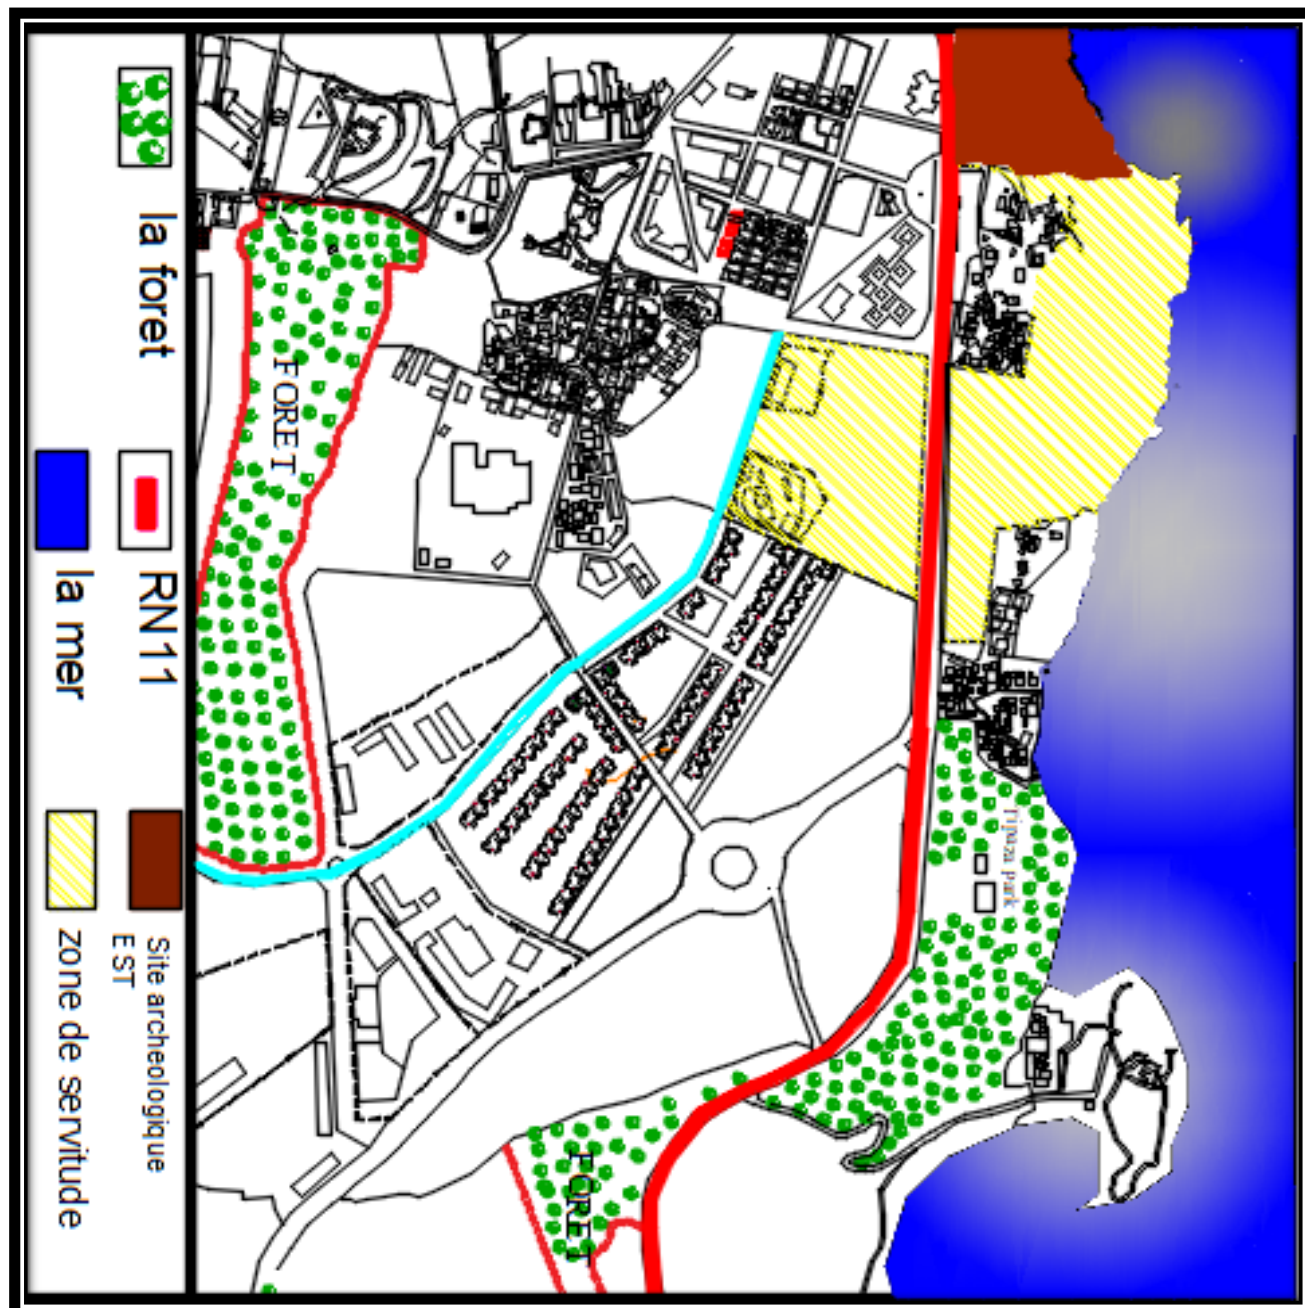 FORET
Tipaza park
FORET
la foret
RN11
Site archeologique
EST
la mer
zone de servitude